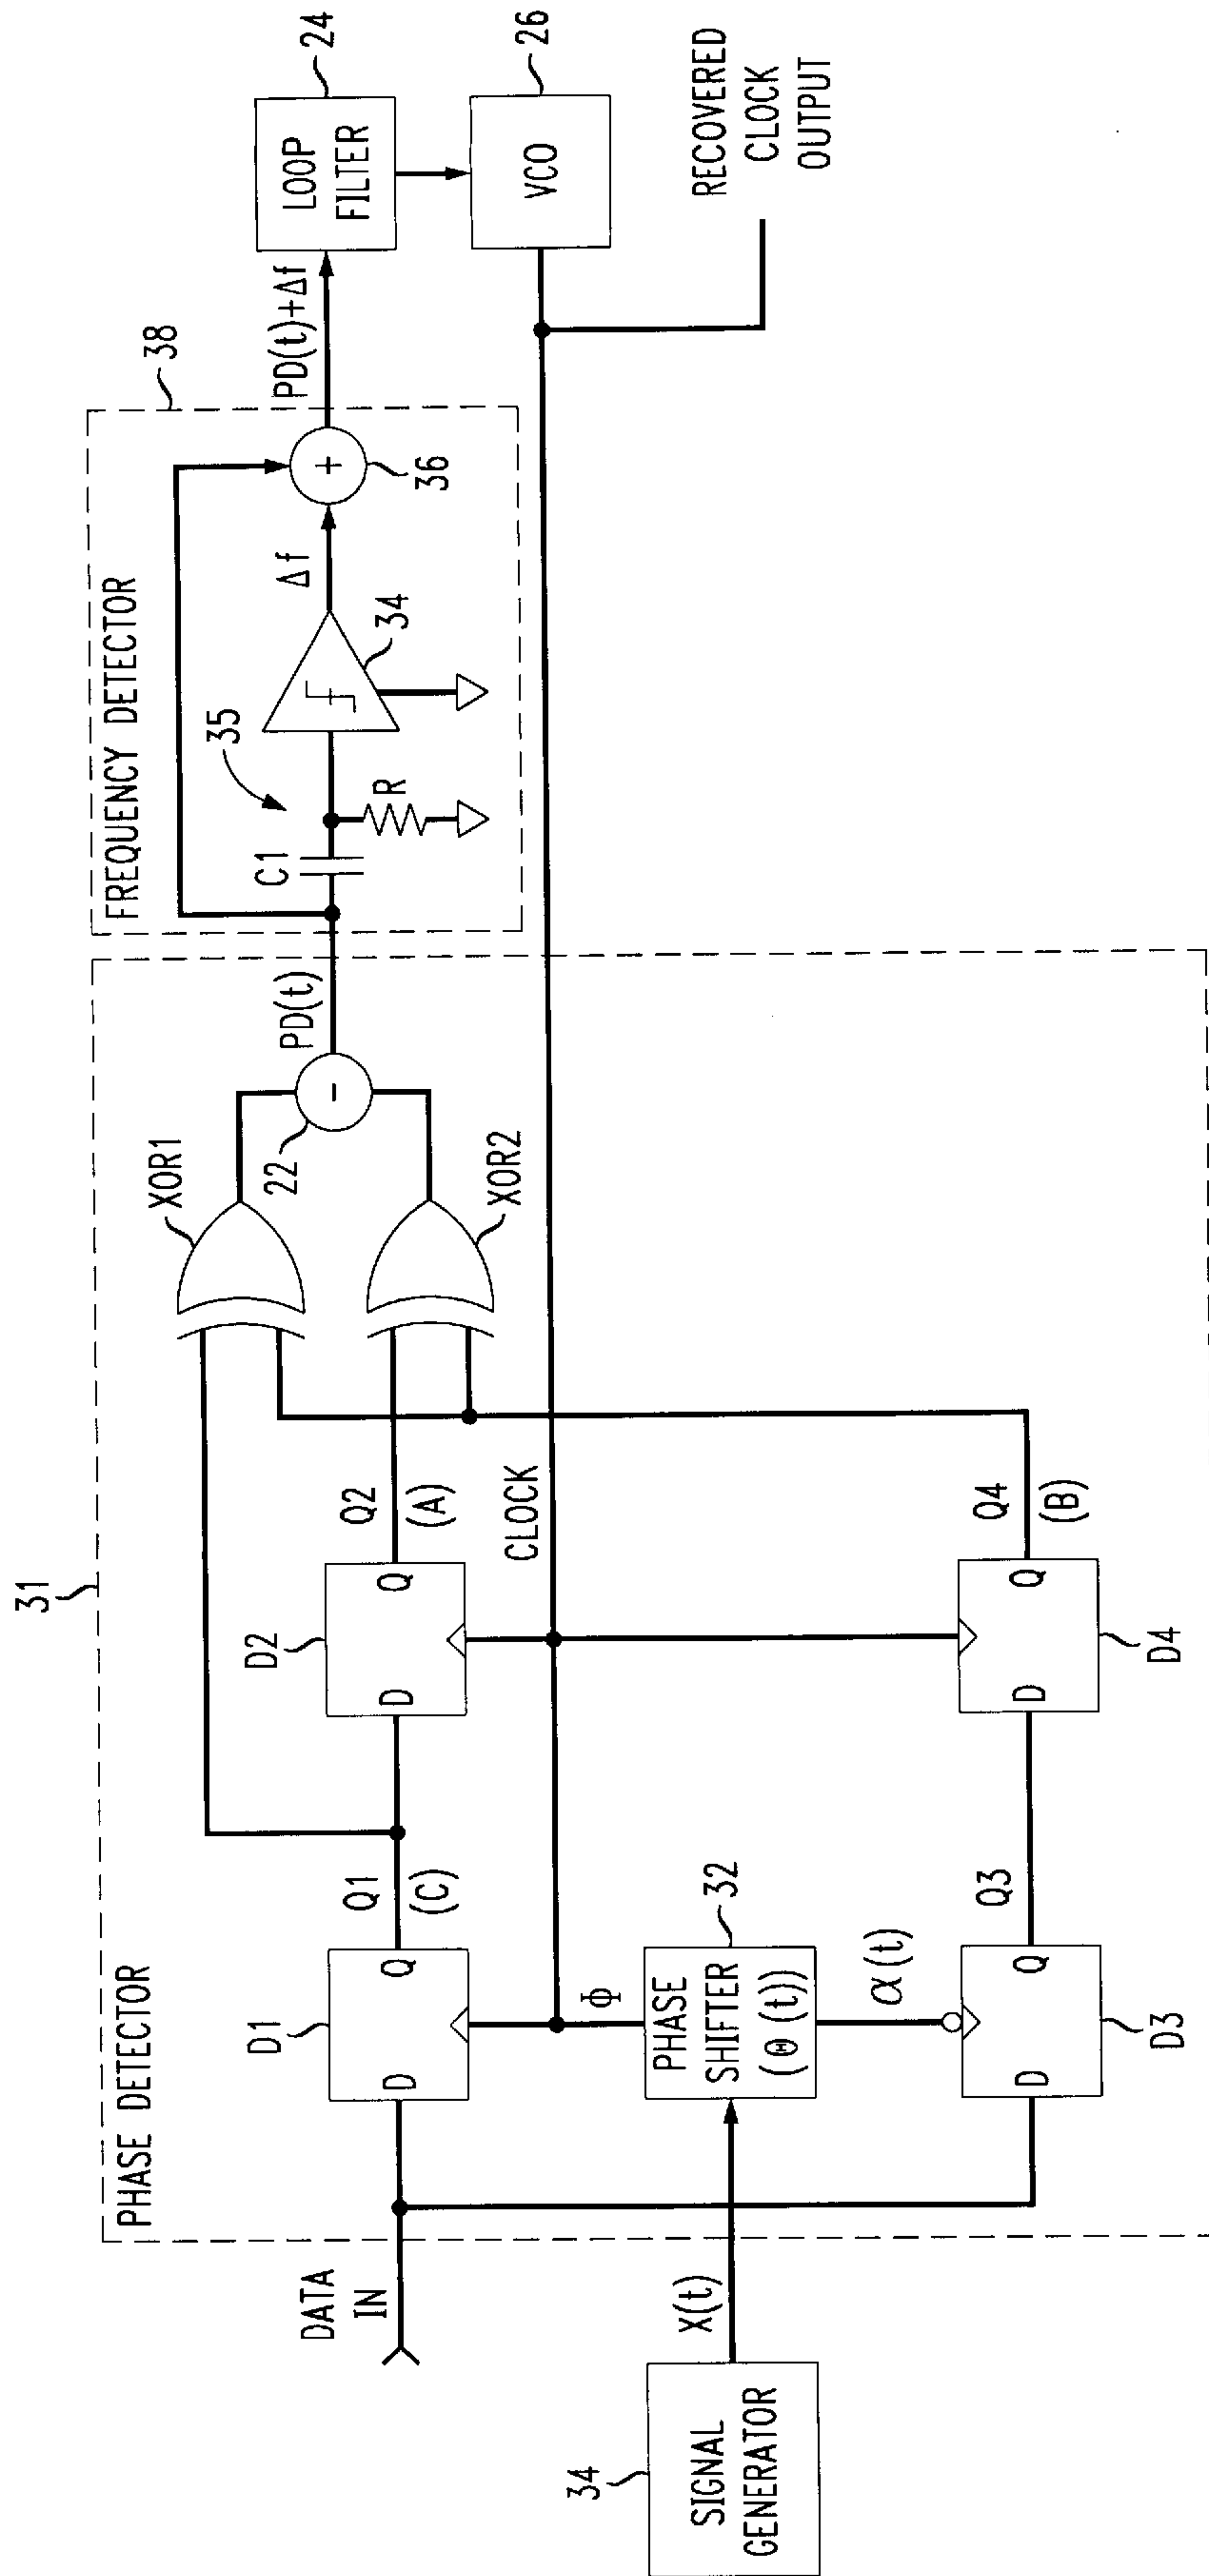 31
PHASE DETECTOR
DATA
IN
D1
D
Q
Q1
(C)
D2
D
Q
Q2
(A)
XOR1
XOR2
22
-
PD(t)
CLOCK
Φ
34
SIGNAL
GENERATOR
X(t)
PHASE
SHIFTER
(Θ (t))
32
α(t)
D
Q
D3
Q3
D
Q
D4
Q4
(B)
38
FREQUENCY DETECTOR
C1
35
R
34
Δf
+
36
PD(t)+Δf
LOOP
FILTER
24
VCO
26
RECOVERED
CLOCK
OUTPUT